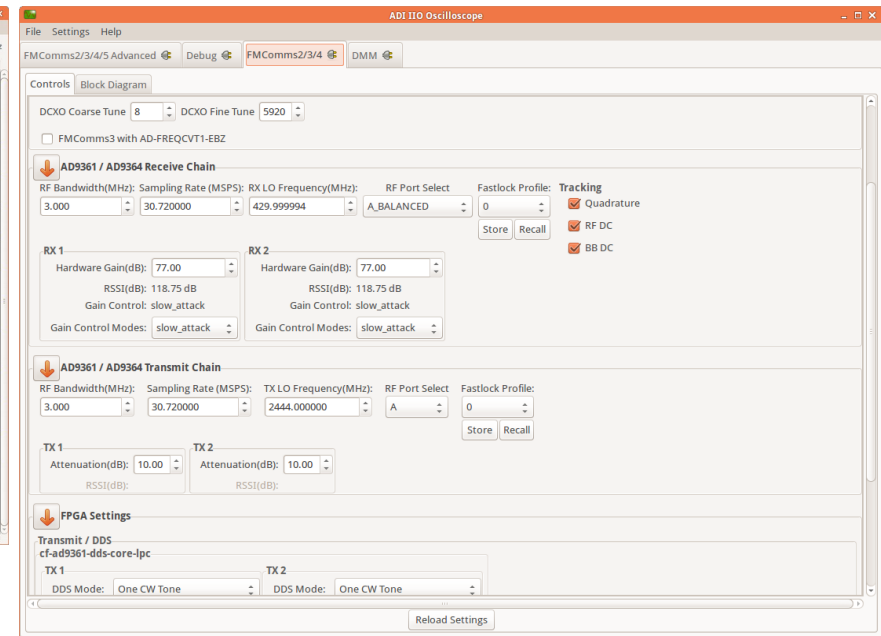 ADI IIO Oscilloscope
File Settings Help
FMComms2/3/4/5 Advanced Debug FMComms2/3/4 DMM
Controls Block Diagram
DCXO Coarse Tune 8 DCXO Fine Tune 5920
FMComms3 with AD-FREQCVT1-EBZ
AD9361 / AD9364 Receive Chain
RF Bandwidth(MHz): Sampling Rate (MSPS): RX LO Frequency(MHz): RF Port Select Fastlock Profile: Tracking
3.000 30.720000 429.999994 A_BALANCED 0 Quadrature
Store Recall RF DC
BB DC
RX 1 RX 2
Hardware Gain(dB): 77.00 Hardware Gain(dB): 77.00
RSSI(dB): 118.75 dB RSSI(dB): 118.75 dB
Gain Control: slow_attack Gain Control: slow_attack
Gain Control Modes: slow_attack Gain Control Modes: slow_attack
AD9361 / AD9364 Transmit Chain
RF Bandwidth(MHz): Sampling Rate (MSPS): TX LO Frequency(MHz): RF Port Select Fastlock Profile:
3.000 30.720000 2444.000000 A 0
Store Recall
TX 1 TX 2
Attenuation(dB): 10.00 Attenuation(dB): 10.00
RSSI(dB): RSSI(dB):
FPGA Settings
Transmit / DDS
cf-ad9361-dds-core-lpc
TX 1 TX 2
DDS Mode: One CW Tone DDS Mode: One CW Tone
Reload Settings